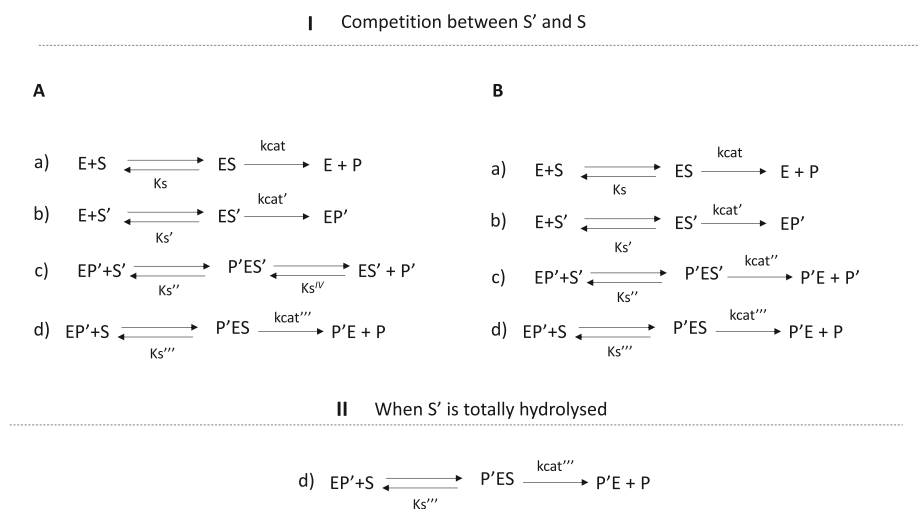 I Competition between S’ and S
A
a) E+S ES kcat E + P
Ks
b) E+S’ ES’ kcat’ EP’
Ks’
c) EP’+S’ P’ES’ ES’ + P’
Ks’’ Ksᴵⱽ
d) EP’+S P’ES kcat’’’ P’E + P
Ks’’’
B
a) E+S ES kcat E + P
Ks
b) E+S’ ES’ kcat’ EP’
Ks’
c) EP’+S’ P’ES’ kcat’’ P’E + P’
Ks’’
d) EP’+S P’ES kcat’’’ P’E + P
Ks’’’
II When S’ is totally hydrolysed
d) EP’+S P’ES kcat’’’ P’E + P
Ks’’’